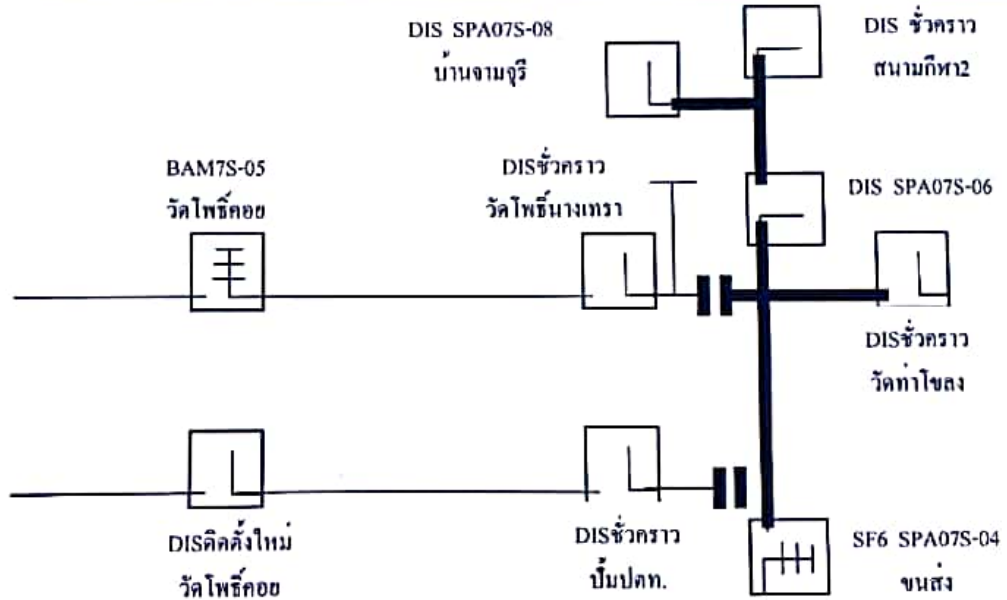 DIS SPA07S-08
บ้านจามจุรี
DIS ชั่วคราว
สนามกีฬา2
BAM7S-05
วัดโพธิ์คอย
DISชั่วคราว
วัดโพธิ์นางเทรา
DIS SPA07S-06
DISชั่วคราว
วัดท่าโขลง
DISติดตั้งใหม่
วัดโพธิ์คอย
DISชั่วคราว
ปั๊มปตท.
SF6 SPA07S-04
ขนส่ง